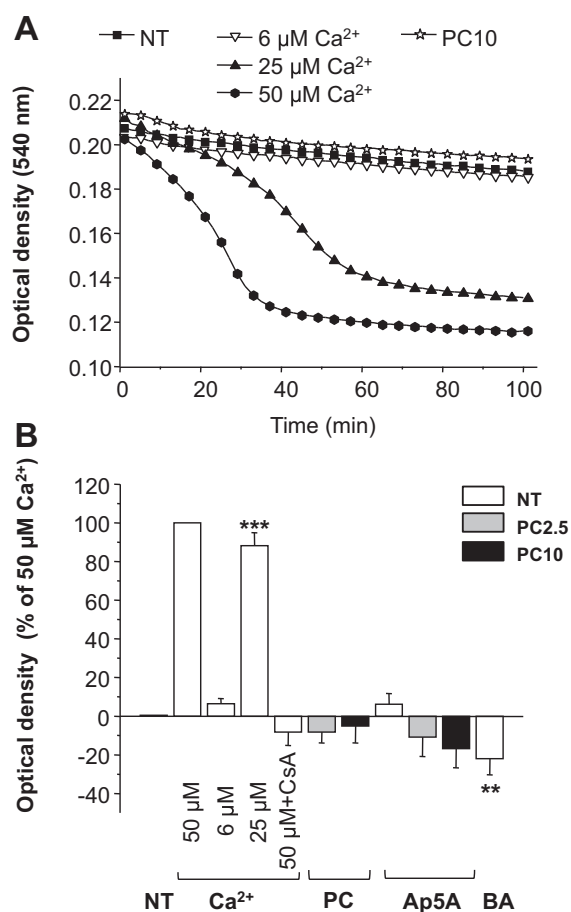 A
NT 6 μM Ca²⁺ PC10
25 μM Ca²⁺
50 μM Ca²⁺
Optical density (540 nm)
0.22
0.20
0.18
0.16
0.14
0.12
0.10
0 20 40 60 80 100
Time (min)
B
Optical density (% of 50 μM Ca²⁺)
120
100
80
60
40
20
0
-20
-40
***
**
NT
PC2.5
PC10
50 μM
6 μM
25 μM
50 μM+CsA
NT Ca²⁺ PC Ap5A BA